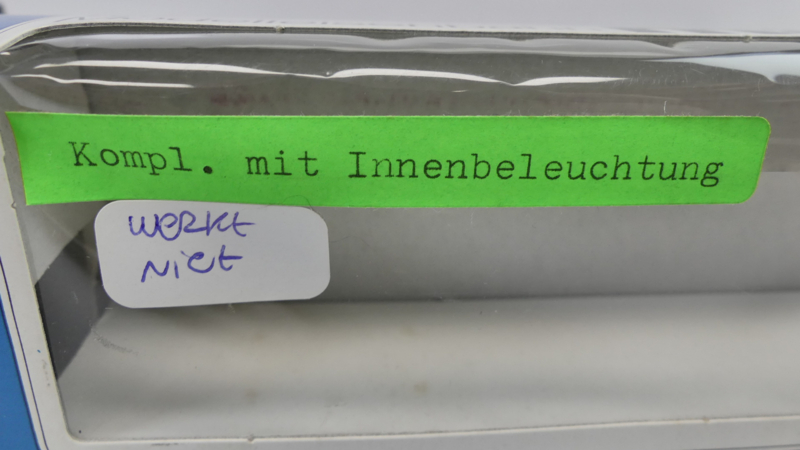 Kompl. mit Innenbeleuchtung
WERKt
Niet